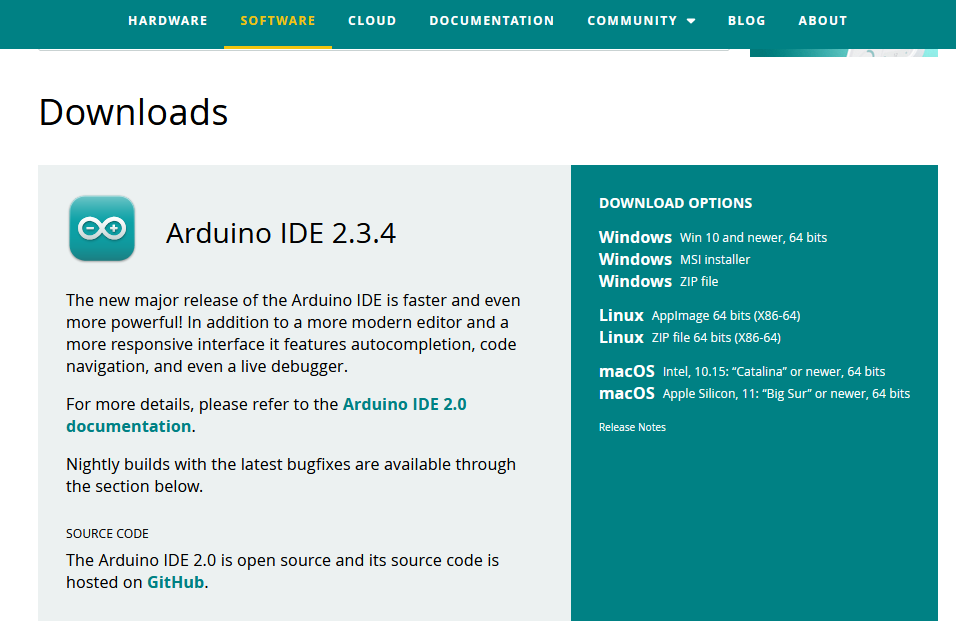 HARDWARE SOFTWARE CLOUD DOCUMENTATION COMMUNITY BLOG ABOUT
Downloads
Arduino IDE 2.3.4
The new major release of the Arduino IDE is faster and even
more powerful! In addition to a more modern editor and a
more responsive interface it features autocompletion, code
navigation, and even a live debugger.
For more details, please refer to the Arduino IDE 2.0
documentation.
Nightly builds with the latest bugfixes are available through
the section below.
SOURCE CODE
The Arduino IDE 2.0 is open source and its source code is
hosted on GitHub.
DOWNLOAD OPTIONS
Windows Win 10 and newer, 64 bits
Windows MSI installer
Windows ZIP file
Linux AppImage 64 bits (X86-64)
Linux ZIP file 64 bits (X86-64)
macOS Intel, 10.15: “Catalina” or newer, 64 bits
macOS Apple Silicon, 11: “Big Sur” or newer, 64 bits
Release Notes